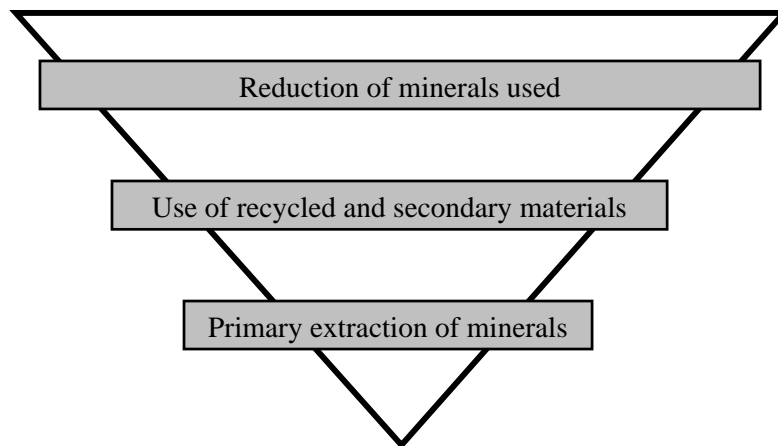 Reduction of minerals used
Use of recycled and secondary materials
Primary extraction of minerals